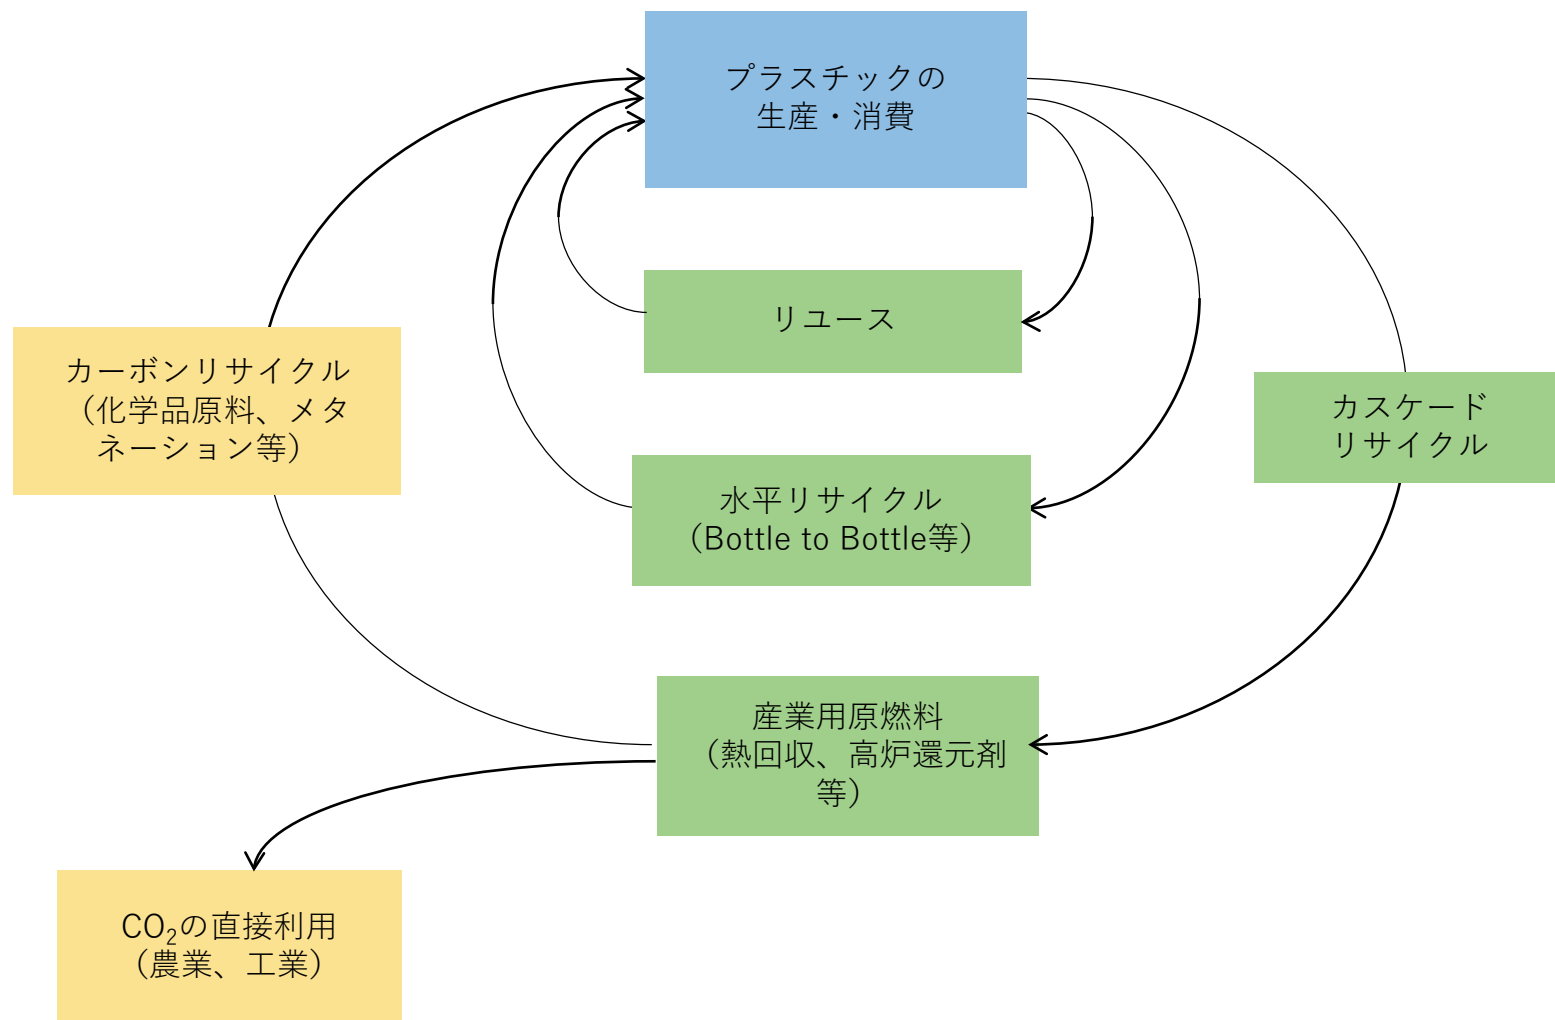 プラスチックの
生産・消費
リユース
カーボンリサイクル
（化学品原料、メタ
ネーション等）
カスケード
リサイクル
水平リサイクル
（Bottle to Bottle等）
産業用原燃料
（熱回収、高炉還元剤
等）
CO₂の直接利用
（農業、工業）